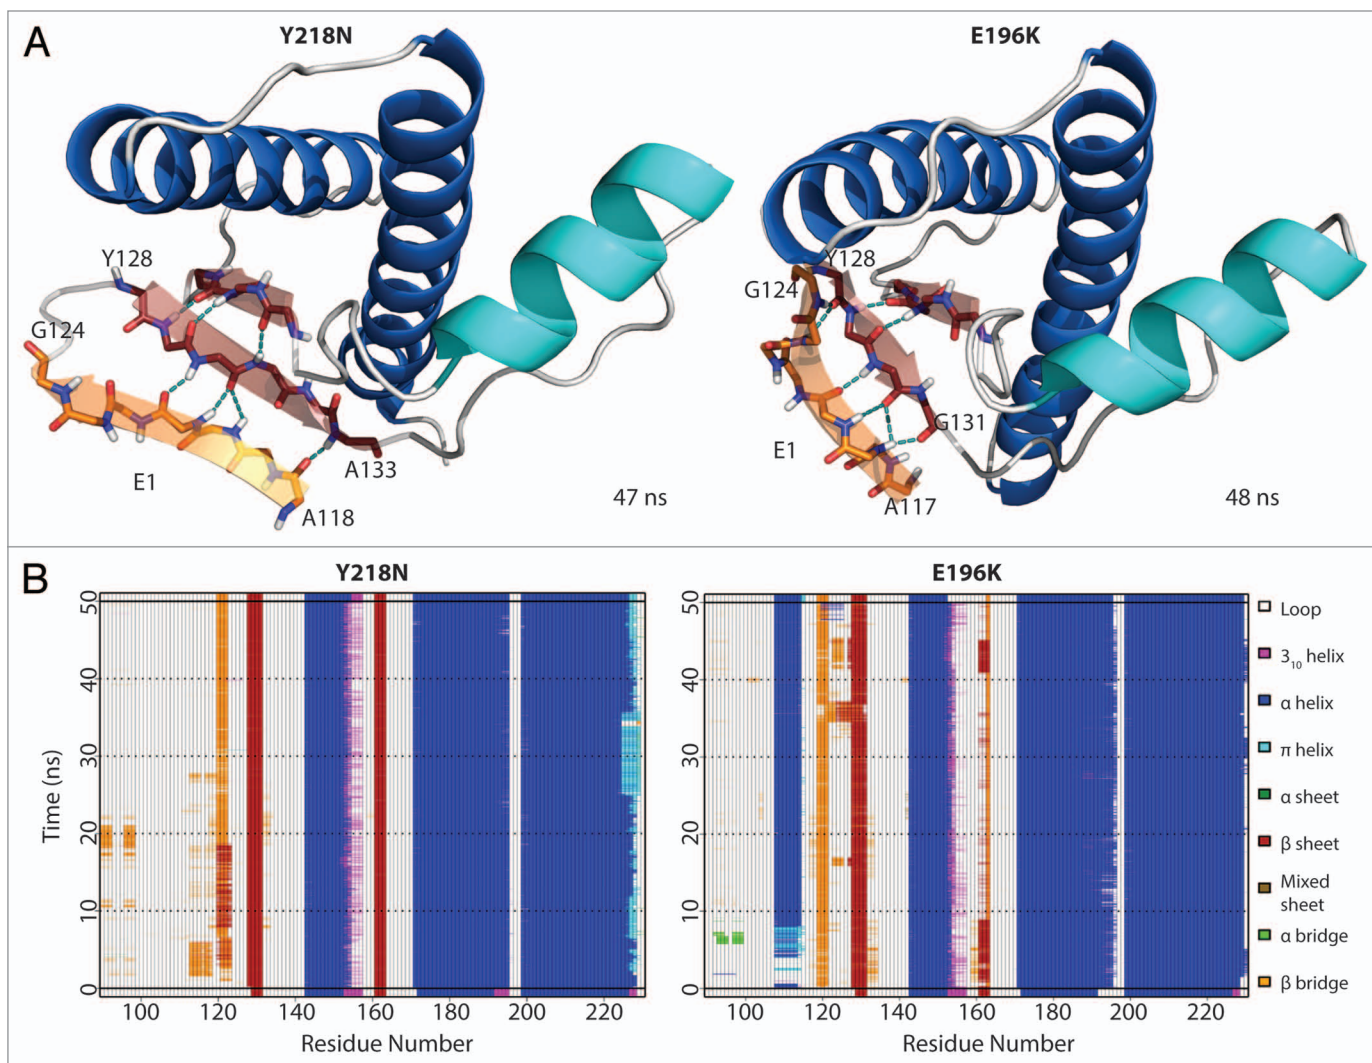 A
Y218N
E196K
Y128
G124
E1
A133
A118
47 ns
Y128
G124
G131
E1
A117
48 ns
B
Y218N
E196K
Time (ns)
50
40
30
20
10
0
100 120 140 160 180 200 220
Residue Number
50
40
30
20
10
0
100 120 140 160 180 200 220
Residue Number
Loop
3₁₀ helix
α helix
π helix
α sheet
β sheet
Mixed
sheet
α bridge
β bridge